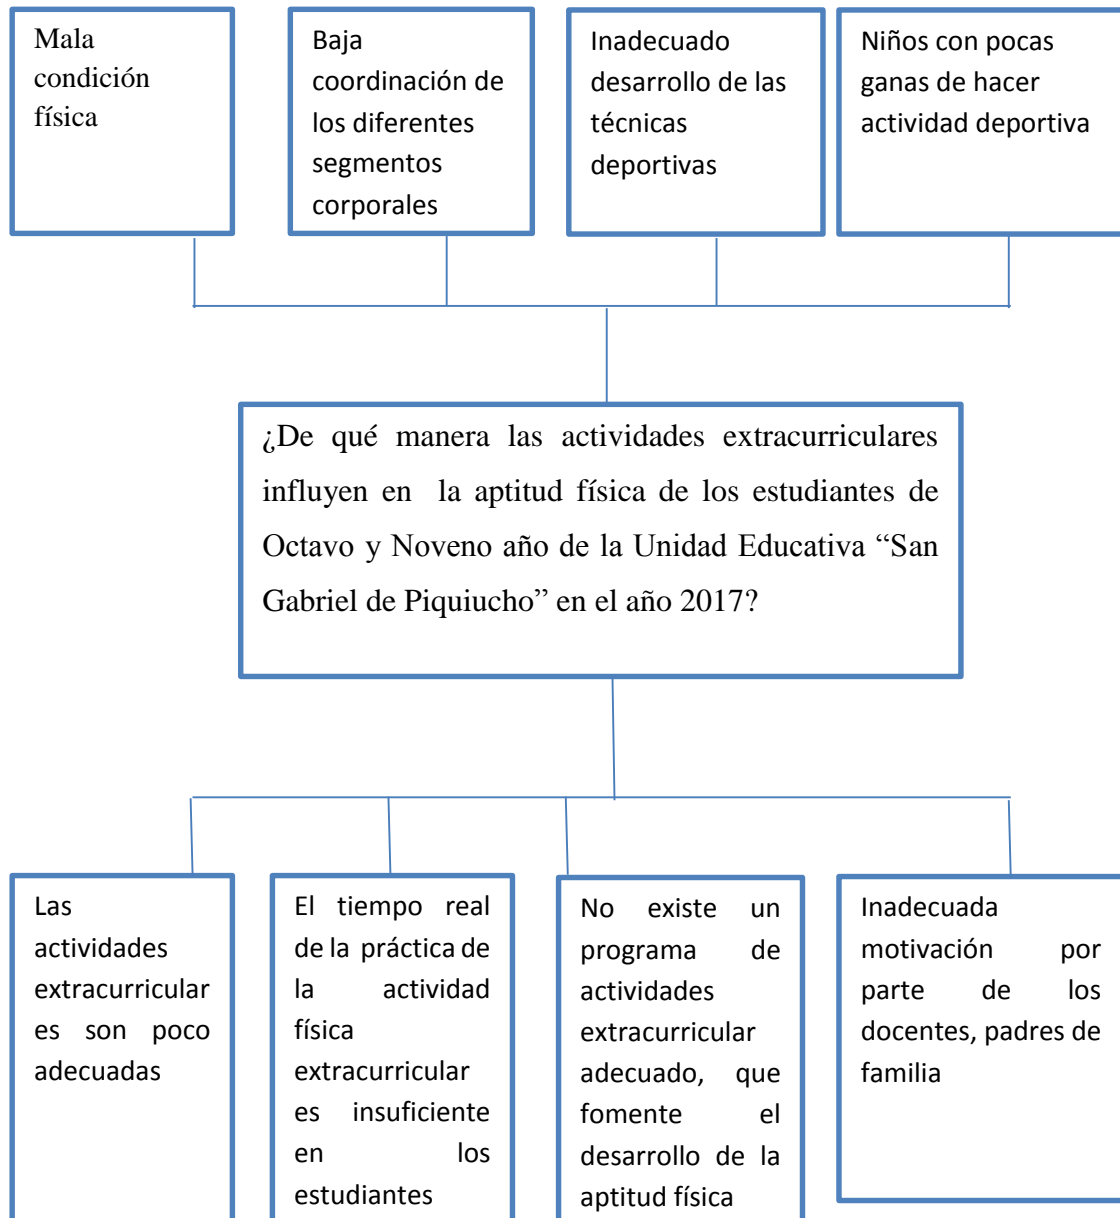 Mala
condición
física
Baja
coordinación de
los diferentes
segmentos
corporales
Inadecuado
desarrollo de las
técnicas
deportivas
Niños con pocas
ganas de hacer
actividad deportiva
¿De qué manera las actividades extracurriculares
influyen en la aptitud física de los estudiantes de
Octavo y Noveno año de la Unidad Educativa “San
Gabriel de Piquiucho” en el año 2017?
Las
actividades
extracurricular
es son poco
adecuadas
El tiempo real
de la práctica de
la actividad
física
extracurricular
es insuficiente
en los
estudiantes
No existe un
programa de
actividades
extracurricular
adecuado, que
fomente el
desarrollo de la
aptitud física
Inadecuada
motivación por
parte de los
docentes, padres de
familia